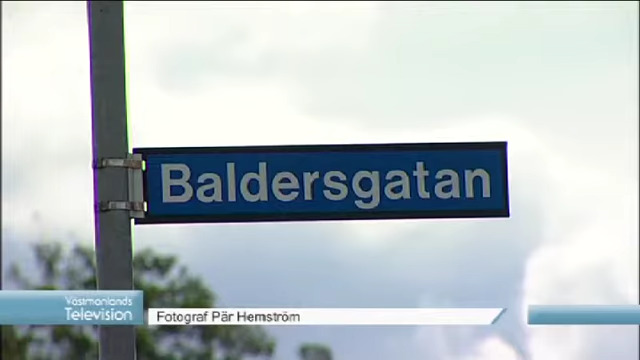 Baldersgatan
Västmanlands
Television
Fotograf Pär Hemström